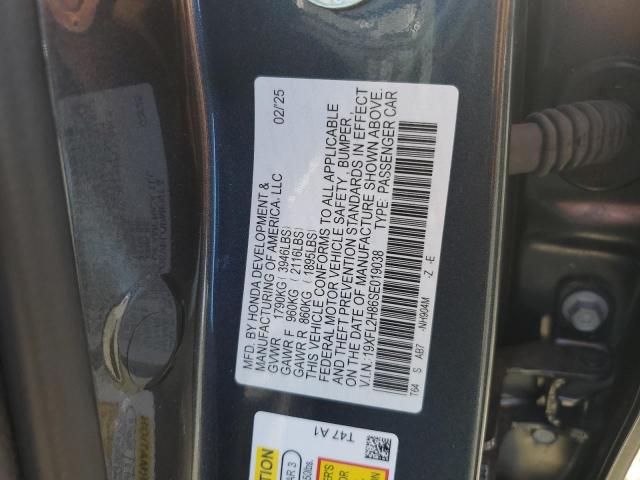 MFD BY HONDA DEVELOPMENT &
MANUFACTURING OF AMERICA. LLC 02/'25
GVWR 1790KG ( 3946LBS)
GAWR F 960KG ( 2116LBS)
GAWR R 860KG ( 1895LBS)
THIS VEHICLE CONFORMS TO ALL APPLICABLE
FEDERAL MOTOR VEHICLE SAFETY, BUMPER,
AND THEFT PREVENTION STANDARDS IN EFFECT
ON THE DATE OF MANUFACTURE SHOWN ABOVE.
V.I.N.: 19XFL2H86SE019038 TYPE: PASSENGER CAR
T64 S AB7 -NH904M -Z -E
T47 A1